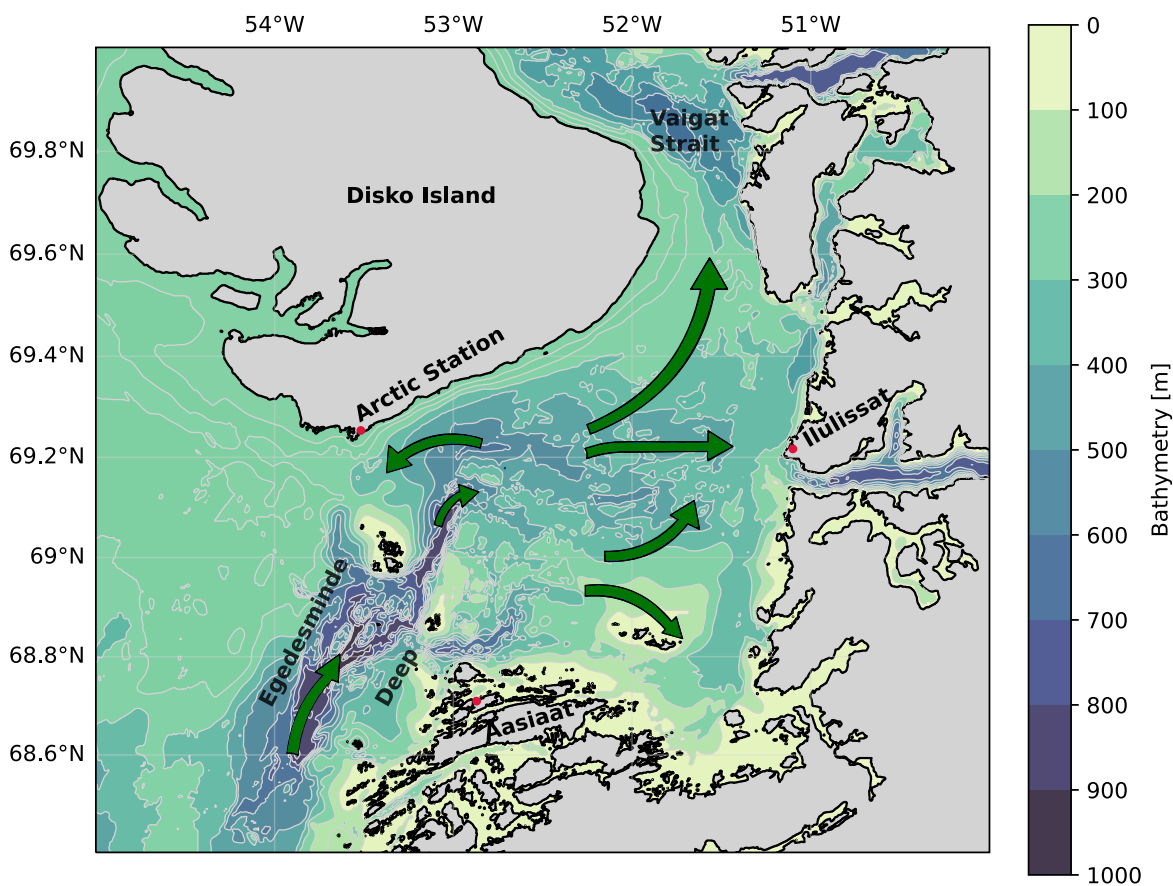 54°W
53°W
52°W
51°W
69.8°N
69.6°N
69.4°N
69.2°N
69°N
68.8°N
68.6°N
Vaigat
Strait
Disko Island
Arctic Station
Ilulissat
Egedesminde
Deep
Aasiaat
0
100
200
300
400
500
600
700
800
900
1000
Bathymetry [m]